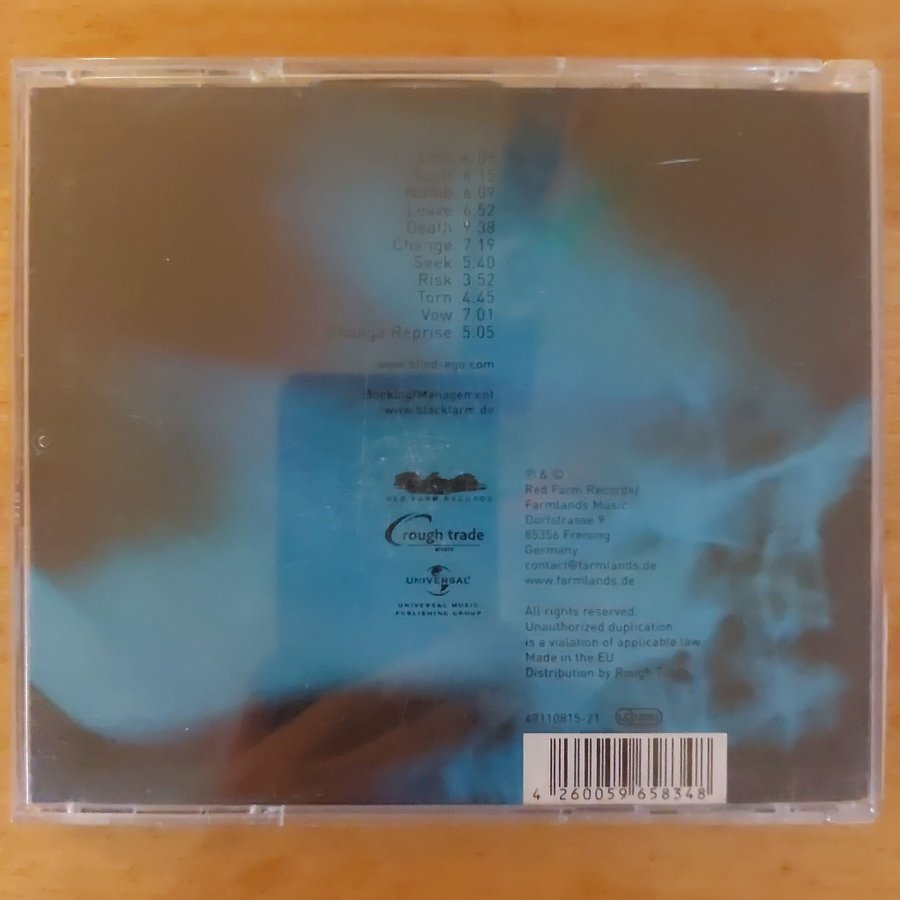 6.09
6.15
Numb 6.09
Leave 6.52
Death 9.38
Change 7.19
Seek 5.40
Risk 3.52
Torn 4.45
Vow 7.01
Change Reprise 5.05
www.blind-ego.com
Booking/Management
www.blackfarm.de
RED FARM RECORDS
rough trade
UNIVERSAL
UNIVERSAL MUSIC
PUBLISHING GROUP
℗ & ©
Red Farm Records/
Farmlands Music
85356 Freising
Germany
contact@farmlands.de
www.farmlands.de
All rights reserved.
Unauthorized duplication
is a violation of applicable law
Made in the EU
Distribution by Rough Trade
47110815-21
4 260059 658348